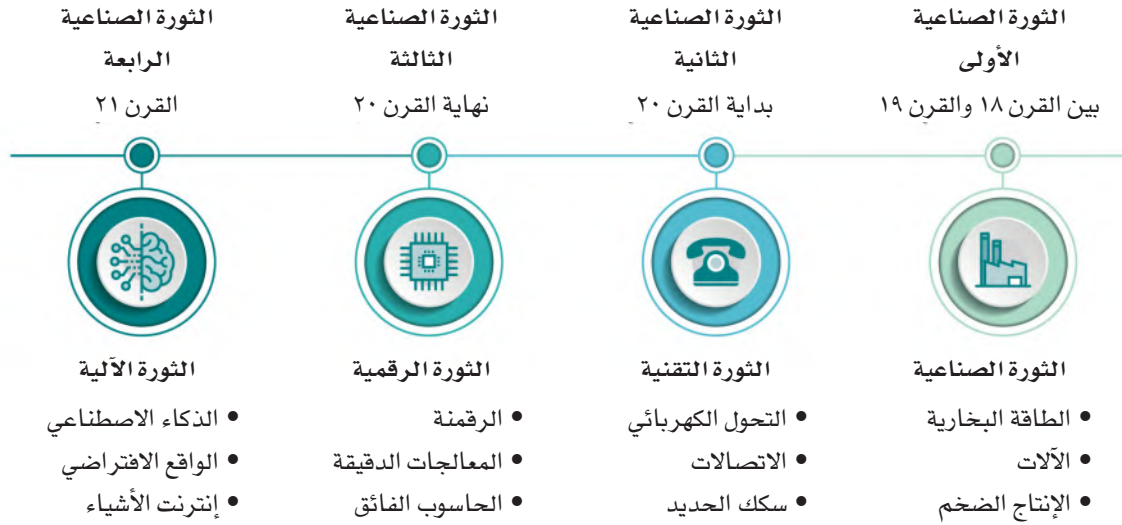 الثورة الصناعية
الأولى
بين القرن ١٨ والقرن ١٩
الثورة الصناعية
• الطاقة البخارية
• الآلات
• الإنتاج الضخم
الثورة الصناعية
الثانية
بداية القرن ٢٠
الثورة التقنية
• التحول الكهربائي
• الاتصالات
• سكك الحديد
الثورة الصناعية
الثالثة
نهاية القرن ٢٠
الثورة الرقمية
• الرقمنة
• المعالجات الدقيقة
• الحاسوب الفائق
الثورة الصناعية
الرابعة
القرن ٢١
الثورة الآلية
• الذكاء الاصطناعي
• الواقع الافتراضي
• إنترنت الأشياء